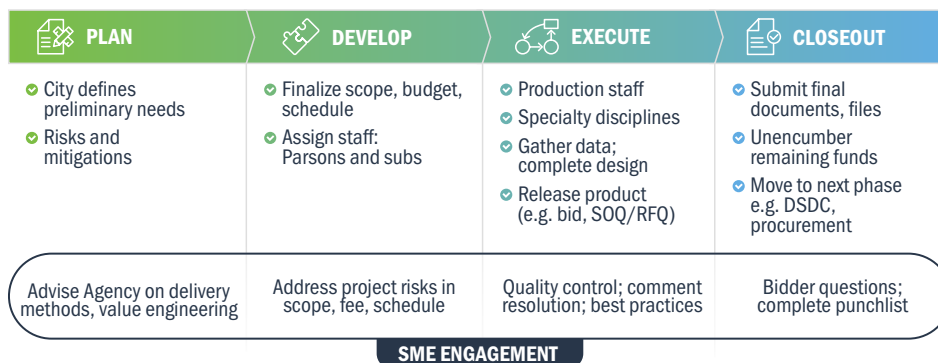 PLAN
DEVELOP
EXECUTE
CLOSEOUT
City defines
preliminary needs
Risks and
mitigations
Finalize scope, budget,
schedule
Assign staff:
Parsons and subs
Production staff
Specialty disciplines
Gather data;
complete design
Release product
(e.g. bid, SOQ/RFQ)
Submit final
documents, files
Unencumber
remaining funds
Move to next phase
e.g. DSDC,
procurement
Advise Agency on delivery
methods, value engineering
Address project risks in
scope, fee, schedule
Quality control; comment
resolution; best practices
Bidder questions;
complete punchlist
SME ENGAGEMENT